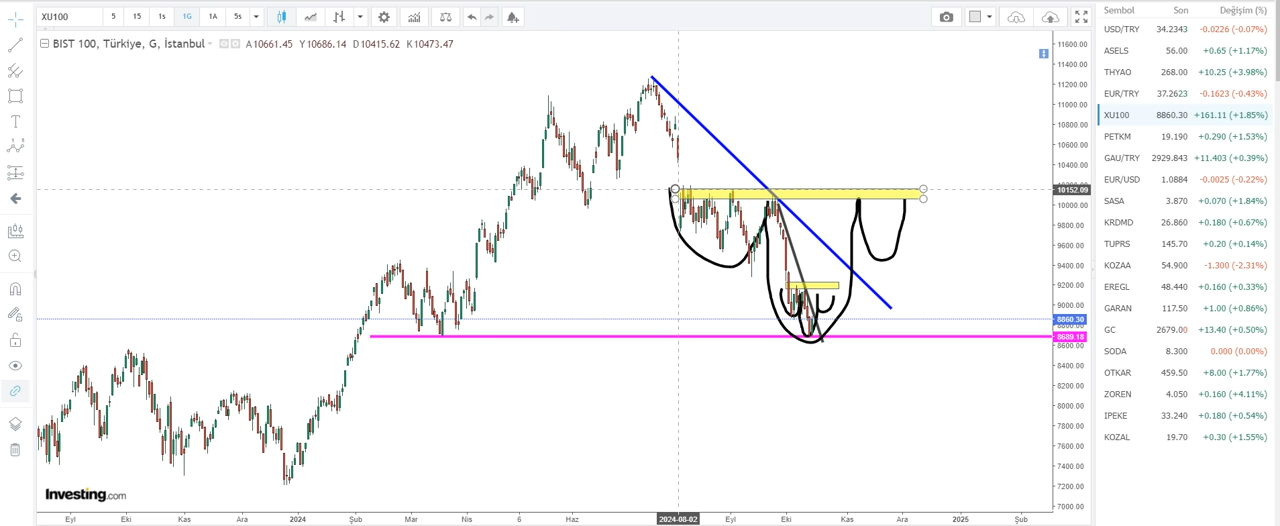 XU100 5 15 1s 1G 1A 5s
BIST 100, Türkiye, G, İstanbul A10661.45 Y10686.14 D10415.62 K10473.47
11600.00
11400.00
11200.00
11000.00
10800.00
10600.00
10400.00
10152.09
10000.00
9800.00
9600.00
9400.00
9200.00
9000.00
8860.30
8689.18
8600.00
8400.00
8200.00
8000.00
7800.00
7600.00
7400.00
7200.00
7000.00
Investing.com
Eyl Eki Kas Ara 2024 Şub Mar Nis 6 Haz 2024-08-02 Eyl Eki Kas Ara 2025 Şub
Sembol Son Değişim (%)
USD/TRY 34.2343 -0.0226 (-0.07%)
ASELS 56.00 +0.65 (+1.17%)
THYAO 268.00 +10.25 (+3.98%)
EUR/TRY 37.2623 -0.1623 (-0.43%)
XU100 8860.30 +161.11 (+1.85%)
PETKM 19.190 +0.290 (+1.53%)
GAU/TRY 2929.843 +11.403 (+0.39%)
EUR/USD 1.0884 -0.0025 (-0.22%)
SASA 3.870 +0.070 (+1.84%)
KRDMD 26.860 +0.180 (+0.67%)
TUPRS 145.70 +0.20 (+0.14%)
KOZAA 54.900 -1.300 (-2.31%)
EREGL 48.440 +0.160 (+0.33%)
GARAN 117.50 +1.00 (+0.86%)
GC 2679.00 +13.40 (+0.50%)
SODA 8.300 0.000 (0.00%)
OTKAR 459.50 +8.00 (+1.77%)
ZOREN 4.050 +0.160 (+4.11%)
IPEKE 33.240 +0.180 (+0.54%)
KOZAL 19.70 +0.30 (+1.55%)